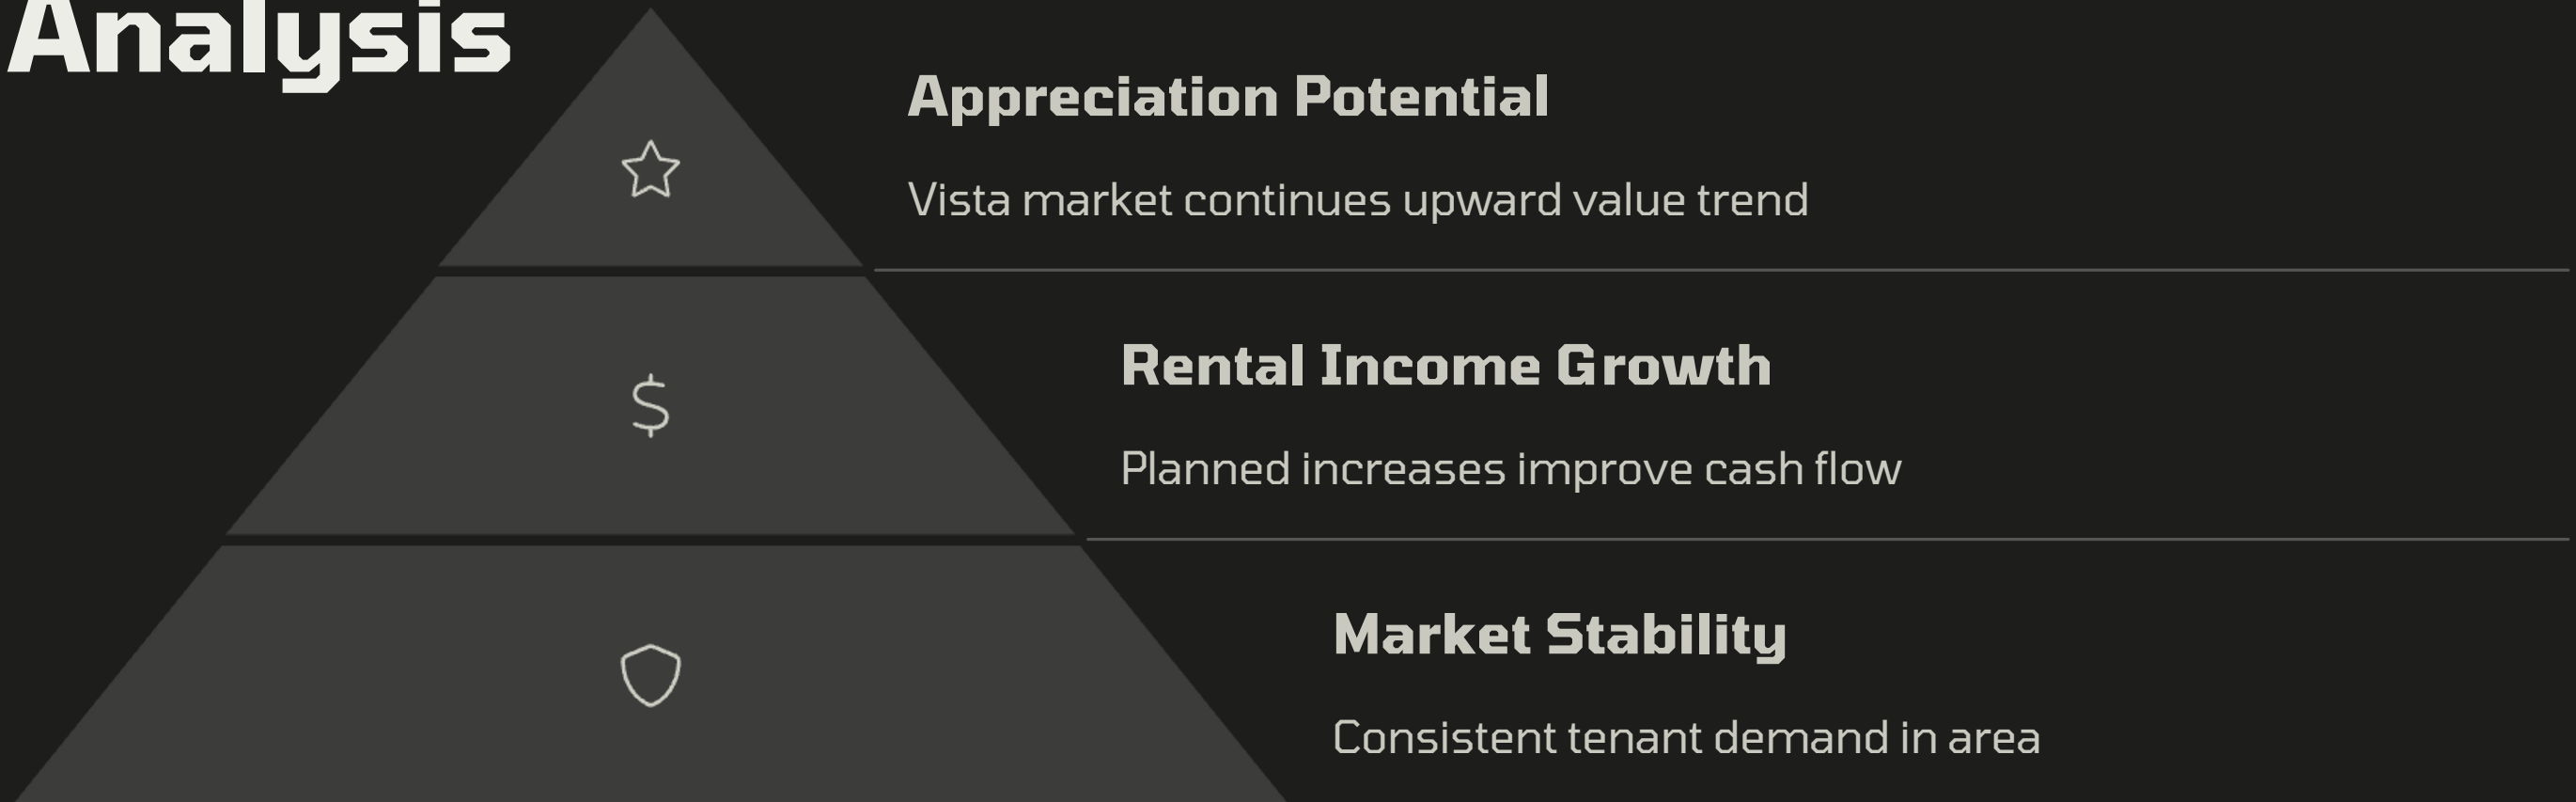 Analysis
Appreciation Potential
Vista market continues upward value trend
$
Rental Income Growth
Planned increases improve cash flow
Market Stability
Consistent tenant demand in area